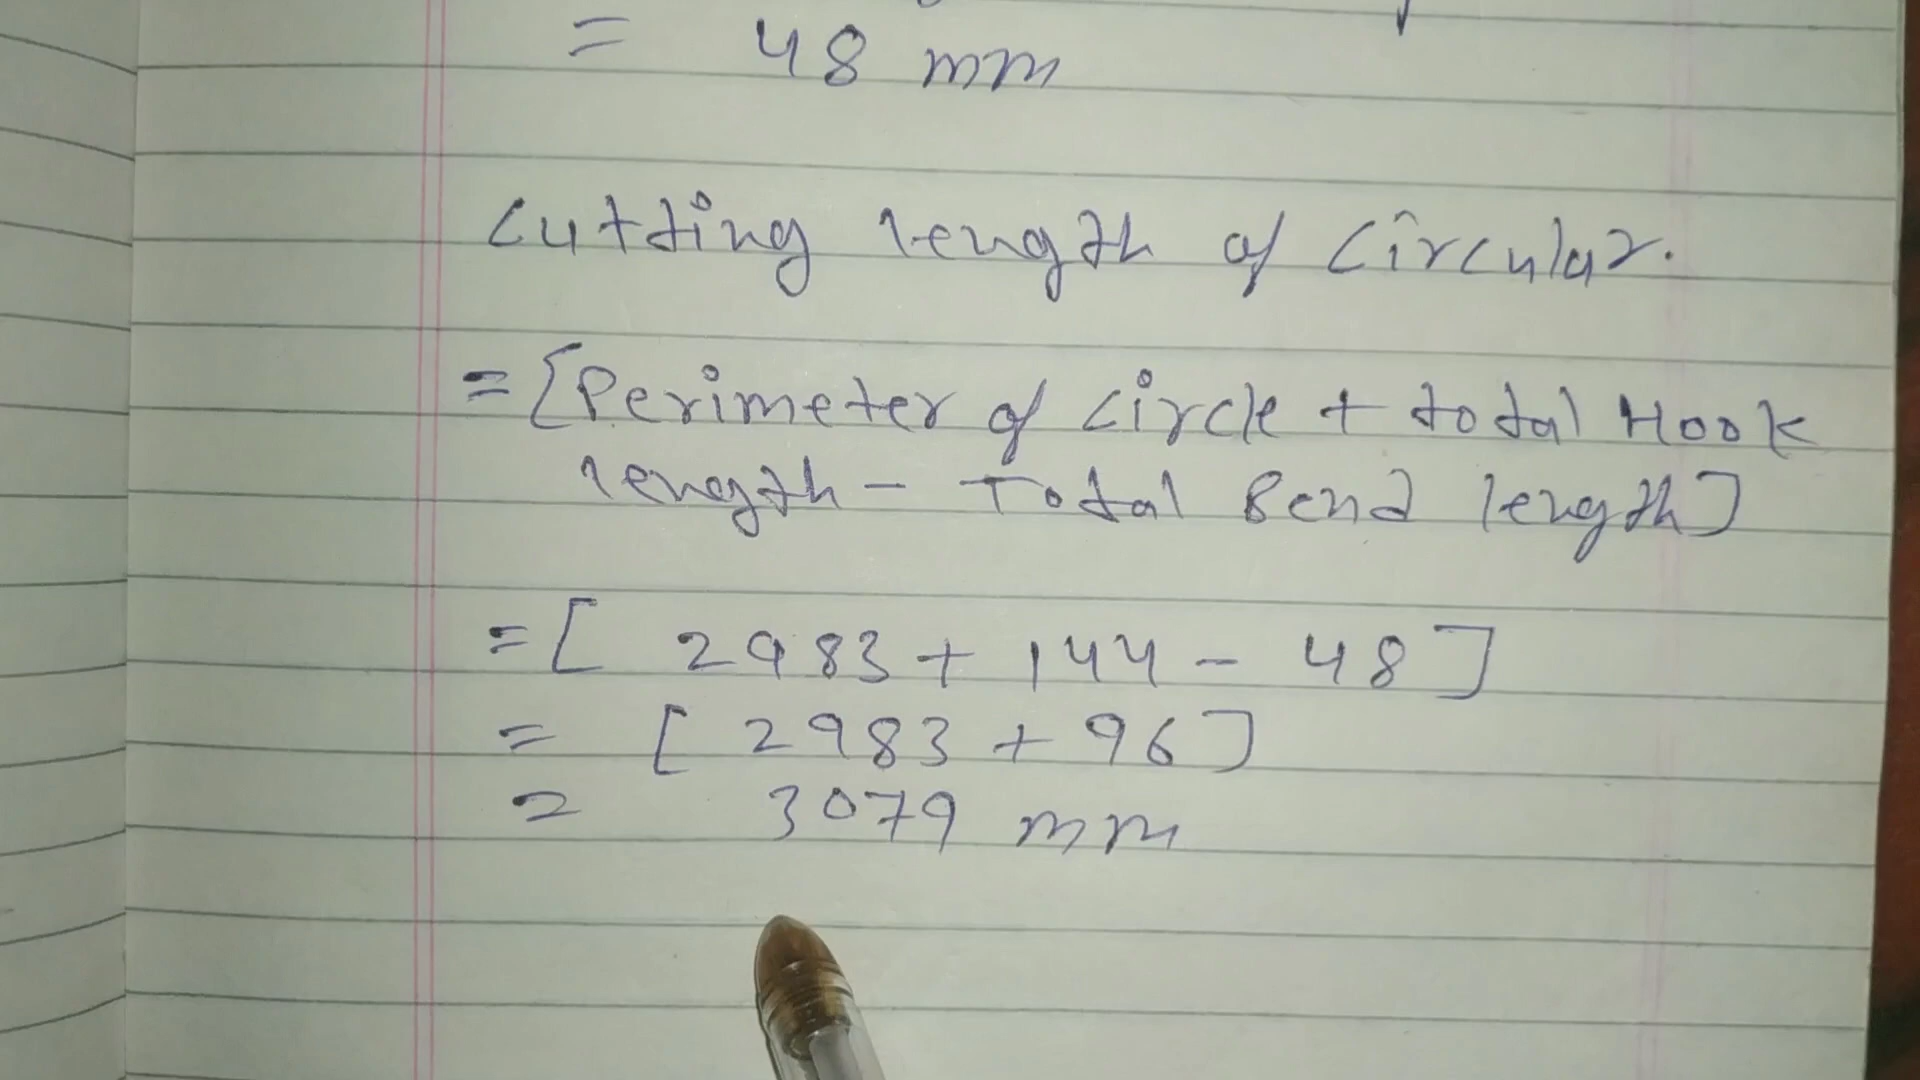 = 48 mm
Cutting length of Circular.
= [Perimeter of circle + total Hook
length - Total Bend length]
= [ 2983 + 144 - 48 ]
= [ 2983 + 96 ]
= 3079 mm